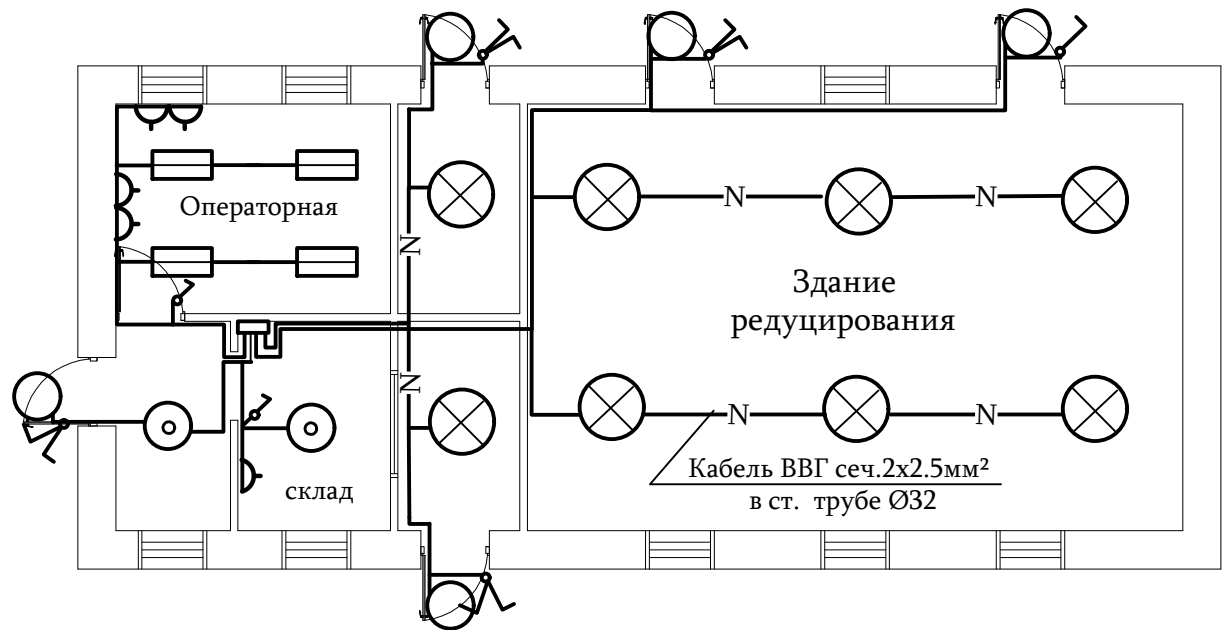 N
N
Операторная
N
Здание
редуцирования
N
N
N
Кабель ВВГ сеч.2х2.5мм²
в ст. трубе Ø32
склад